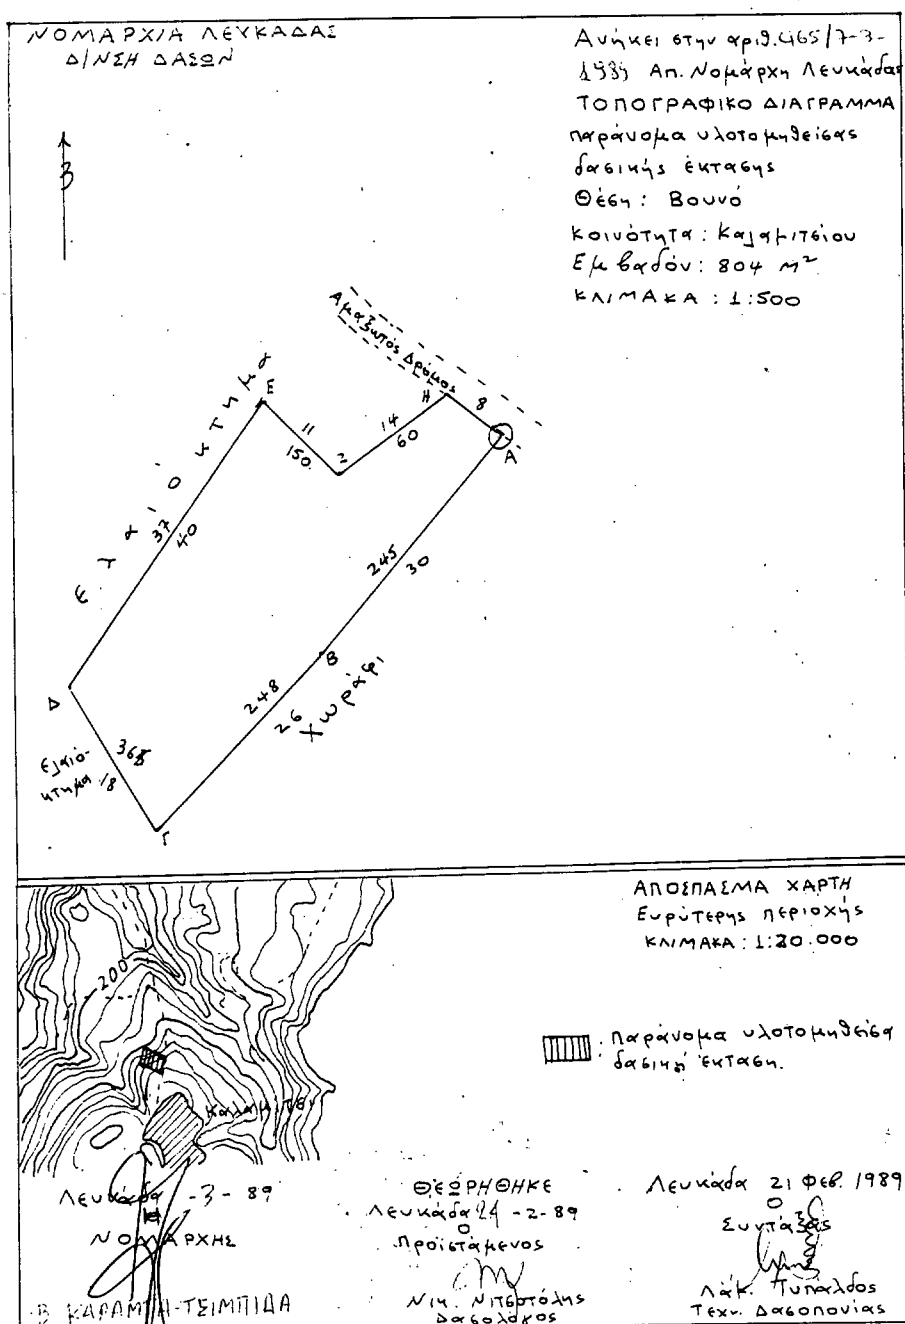 ΝΟΜΑΡΧΙΑ ΛΕΥΚΑΔΑΣ
Δ/ΝΣΗ ΔΑΣΩΝ
Ανήκει στην αριθ. 465/7-3-
1989 Απ. Νομάρχη Λευκάδας
ΤΟΠΟΓΡΑΦΙΚΟ ΔΙΑΓΡΑΜΜΑ
παράνομα υλοτομηθείσας
δασικής έκτασης
Θέση: Βουνό
Κοινότητα: Καλαμιτσίου
Εμβαδόν: 804 m²
ΚΛΙΜΑΚΑ: 1:500
Β
Αμαξωτός Δρόμος
Ε
Η
8
Α
11
150
Ζ
14
60
Ελαιόκτημα
37
40
245
30
Β
Χωράφι
248
26
Δ
Ελαιό-
κτημα
18
Γ
ΑΠΟΣΠΑΣΜΑ ΧΑΡΤΗ
Ευρύτερης περιοχής
ΚΛΙΜΑΚΑ: 1:20.000
200
: Παράνομα υλοτομηθείσα
δασική έκταση.
Λευκάδα -3-89
ΝΟΜΑΡΧΗΣ
Β ΚΑΡΑΜΠΑ-ΤΣΙΜΠΙΔΑ
ΘΕΩΡΗΘΗΚΕ
Λευκάδα 24-2-89
Ο
Προϊστάμενος
Νικ.
Δασολόγος
Λευκάδα 21 Φεβ. 1989
Ο
Συντάξας
Λάκ. Τυπάλδος
Τεχν. Δασοπονίας